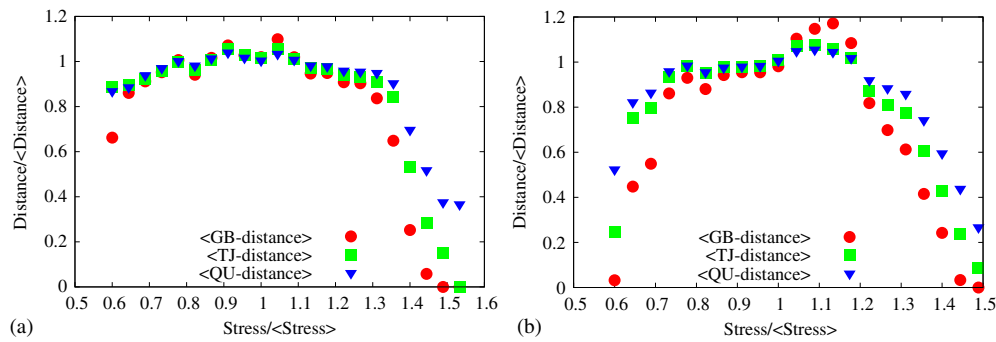 1.2
1
0.8
0.6
0.4
0.2
0
Distance/<Distance>
<GB-distance>
<TJ-distance>
<QU-distance>
0.5 0.6 0.7 0.8 0.9 1 1.1 1.2 1.3 1.4 1.5 1.6
(a) Stress/<Stress>
1.2
1
0.8
0.6
0.4
0.2
0
Distance/<Distance>
<GB-distance>
<TJ-distance>
<QU-distance>
0.5 0.6 0.7 0.8 0.9 1 1.1 1.2 1.3 1.4 1.5
(b) Stress/<Stress>